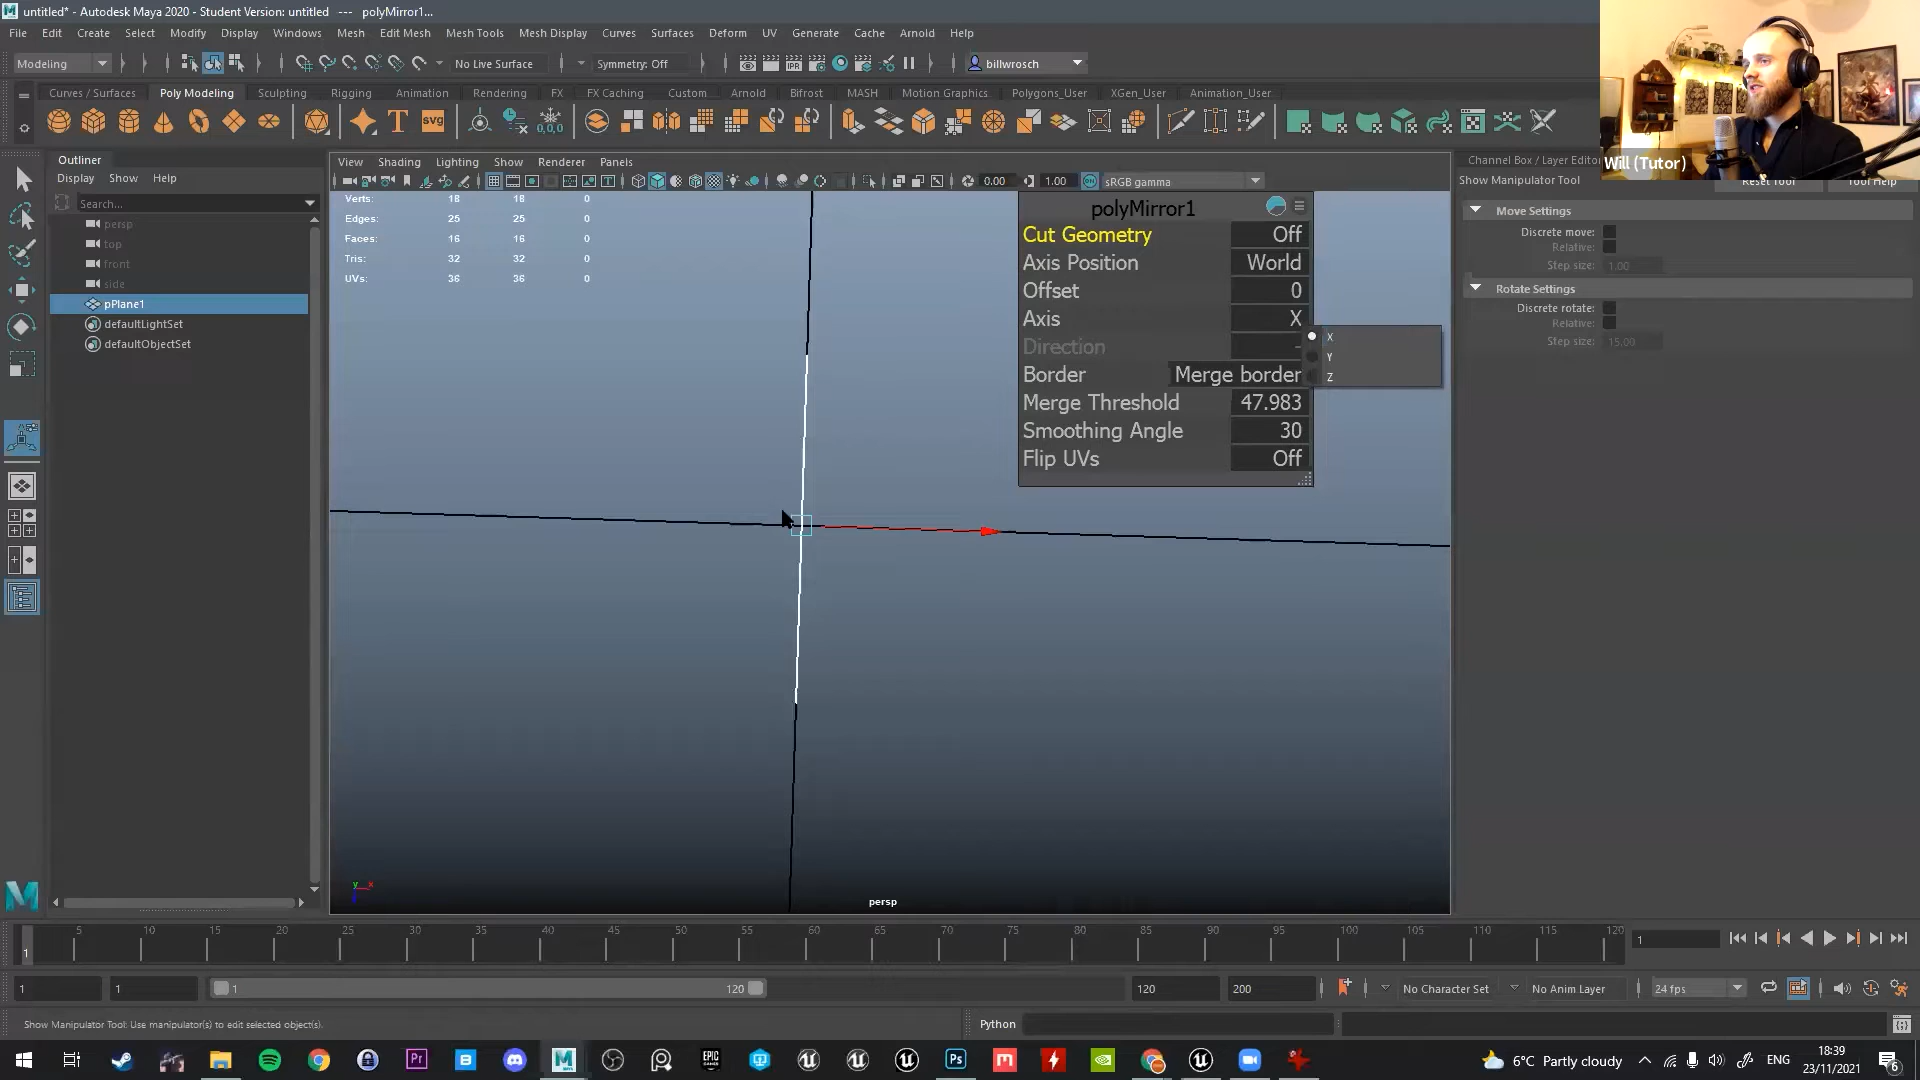 untitled* - Autodesk Maya 2020 - Student Version: untitled --- polyMirror1...
File Edit Create Select Modify Display Windows Mesh Edit Mesh Mesh Tools Mesh Display Curves Surfaces Deform UV Generate Cache Arnold Help
Modeling No Live Surface Symmetry: Off billwrosch
Curves / Surfaces Poly Modeling Sculpting Rigging Animation Rendering FX FX Caching Custom Arnold Bifrost MASH Motion Graphics Polygons_User XGen_User Animation_User
T svg 0,0,0
Will (Tutor)
Outliner
Display Show Help
Search...
persp
top
front
side
pPlane1
defaultLightSet
defaultObjectSet
View Shading Lighting Show Renderer Panels
0.00 1.00 sRGB gamma
Verts: 18 18 0
Edges: 25 25 0
Faces: 16 16 0
Tris: 32 32 0
UVs: 36 36 0
polyMirror1
Cut Geometry Off
Axis Position World
Offset 0
Axis X
Direction -
Border Merge border
Merge Threshold 47.983
Smoothing Angle 30
Flip UVs Off
X
Y
Z
y x
persp
Channel Box / Layer Editor
Show Manipulator Tool Reset Tool Tool Help
Move Settings
Discrete move:
Relative:
Step size: 1.00
Rotate Settings
Discrete rotate:
Relative:
Step size: 15.00
5 10 15 20 25 30 35 40 45 50 55 60 65 70 75 80 85 90 95 100 105 110 115 120
1 1
1 1 1 120 120 200 No Character Set No Anim Layer 24 fps
Show Manipulator Tool: Use manipulator(s) to edit selected object(s). Python
Pr Ps EPIC GAMES 6°C Partly cloudy ENG 18:39
23/11/2021 6